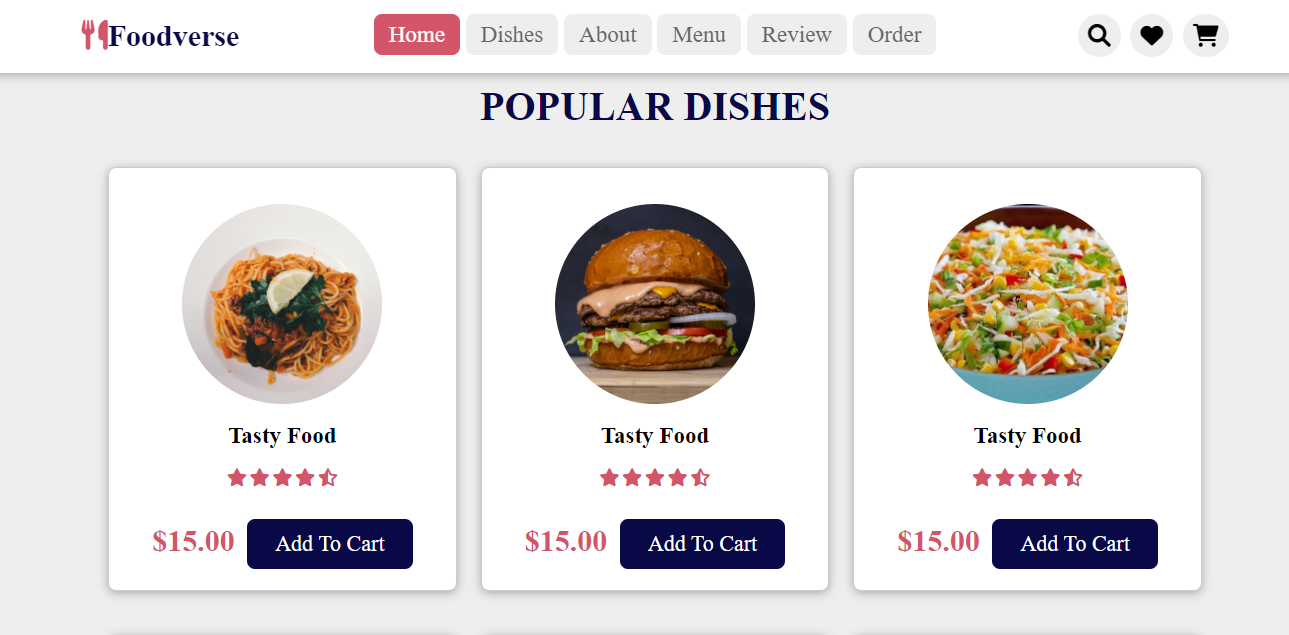 Foodverse Home Dishes About Menu Review Order
POPULAR DISHES
Tasty Food Tasty Food Tasty Food
$15.00 Add To Cart $15.00 Add To Cart $15.00 Add To Cart